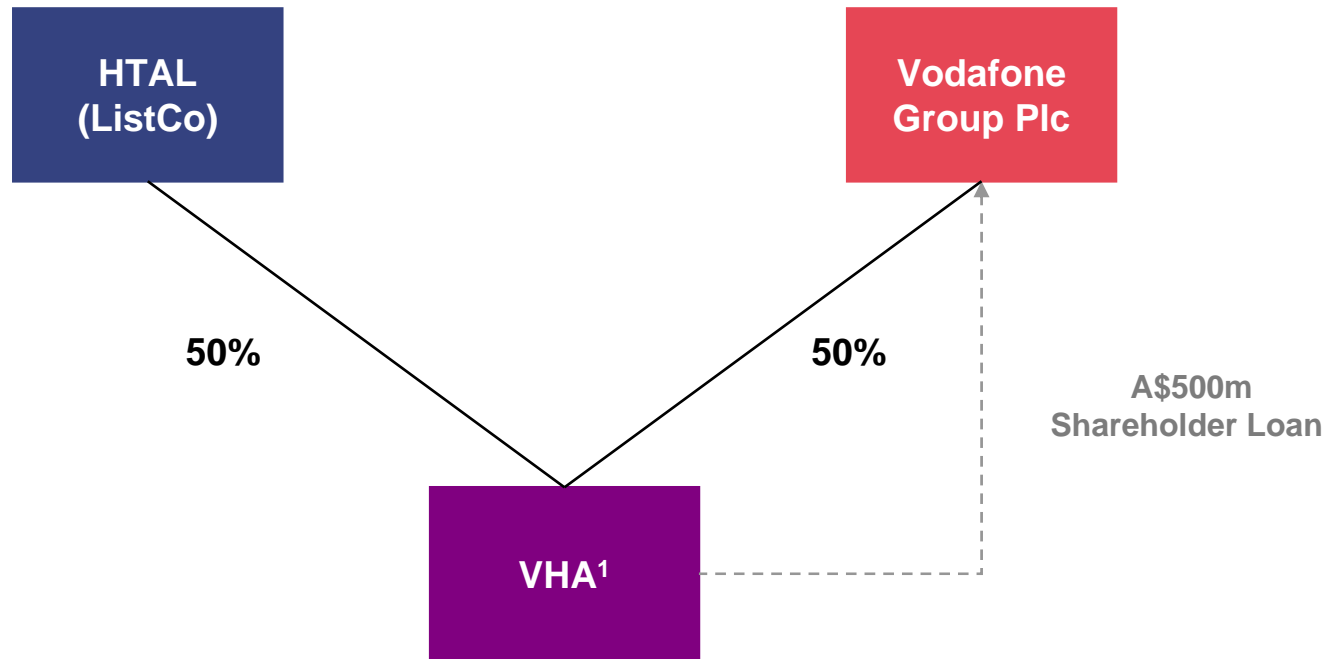 HTAL
(ListCo)
Vodafone
Group Plc
50%
50%
A$500m
Shareholder Loan
VHA¹